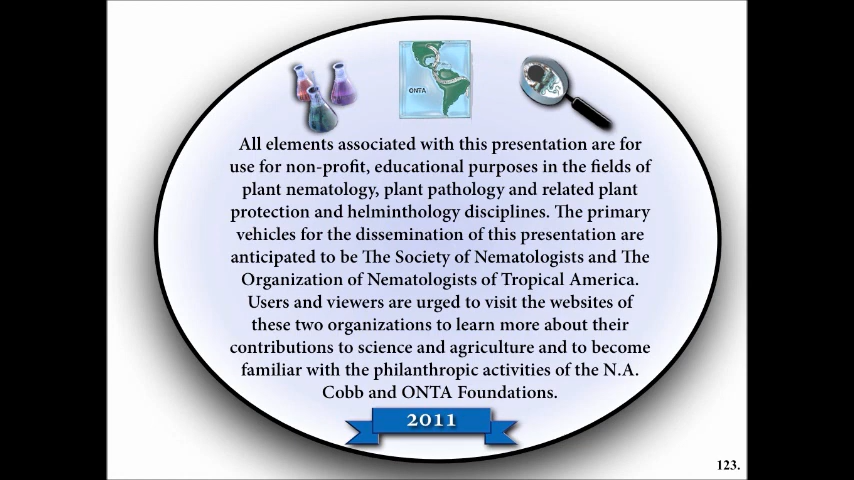 ONTA
All elements associated with this presentation are for
use for non-profit, educational purposes in the fields of
plant nematology, plant pathology and related plant
protection and helminthology disciplines. The primary
vehicles for the dissemination of this presentation are
anticipated to be The Society of Nematologists and The
Organization of Nematologists of Tropical America.
Users and viewers are urged to visit the websites of
these two organizations to learn more about their
contributions to science and agriculture and to become
familiar with the philanthropic activities of the N.A.
Cobb and ONTA Foundations.
2011
123.